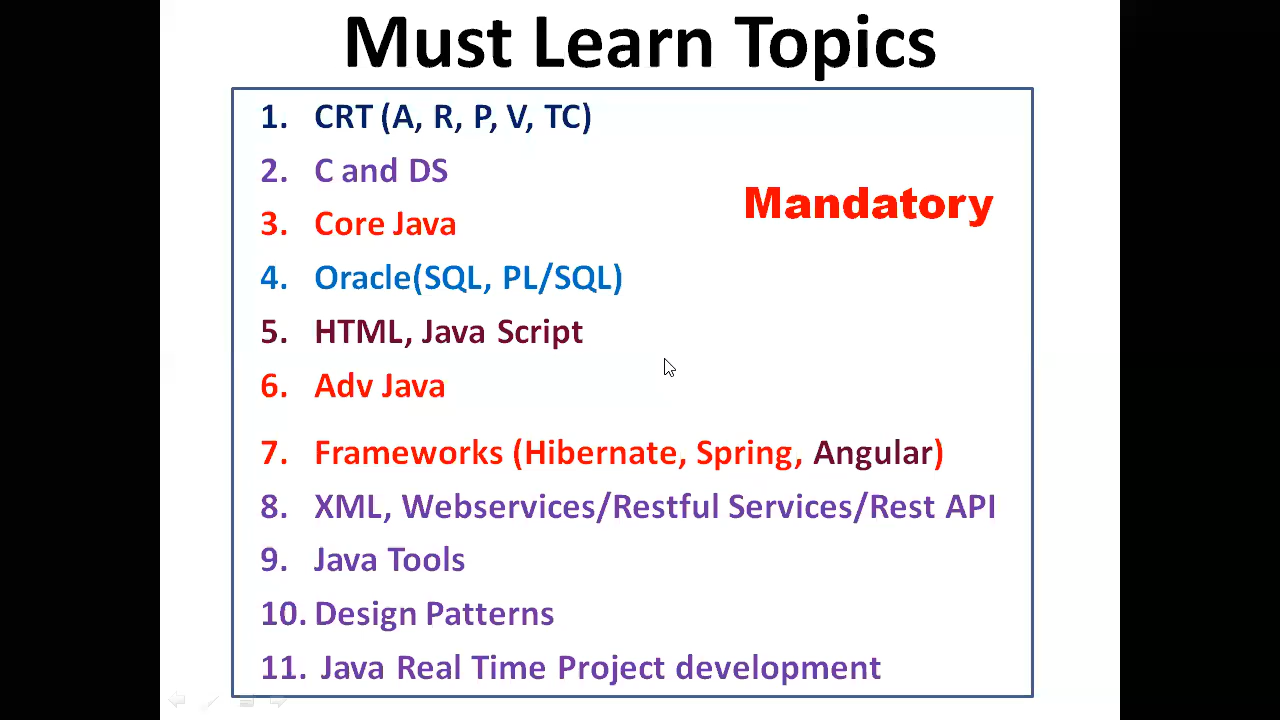 Must Learn Topics
1. CRT (A, R, P, V, TC)
2. C and DS
Mandatory
3. Core Java
4. Oracle(SQL, PL/SQL)
5. HTML, Java Script
6. Adv Java
7. Frameworks (Hibernate, Spring, Angular)
8. XML, Webservices/Restful Services/Rest API
9. Java Tools
10. Design Patterns
11. Java Real Time Project development